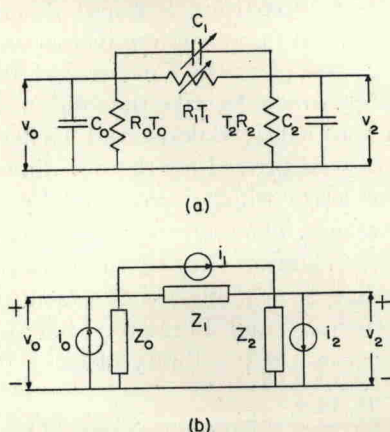 C₁
R₁T₁
V₀ C₀ R₀T₀ T₂R₂ C₂ V₂
(a)
i₁
Z₁
+ +
V₀ i₀ Z₀ Z₂ i₂ V₂
− −
(b)